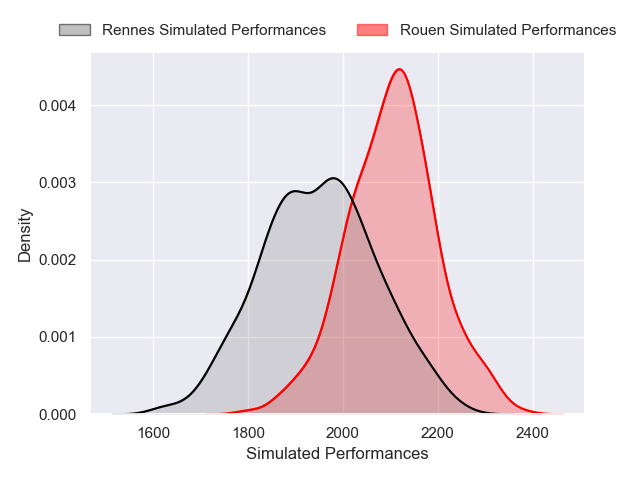 Rennes Simulated Performances Rouen Simulated Performances
0.004
0.003
0.002
0.001
0.000
Density
1600 1800 2000 2200 2400
Simulated Performances